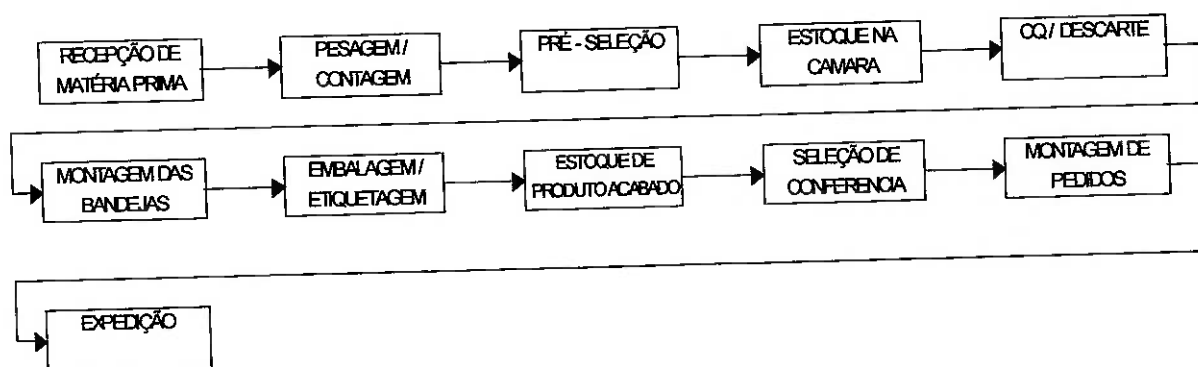 RECEPÇÃO DE
MATÉRIA PRIMA
PESAGEM /
CONTAGEM
PRÉ - SELEÇÃO
ESTOQUE NA
CAMARA
CQ / DESCARTE
MONTAGEM DAS
BANDEJAS
EMBALAGEM /
ETIQUETAGEM
ESTOQUE DE
PRODUTO ACABADO
SELEÇÃO DE
CONFERENCIA
MONTAGEM DE
PEDIDOS
EXPEDIÇÃO